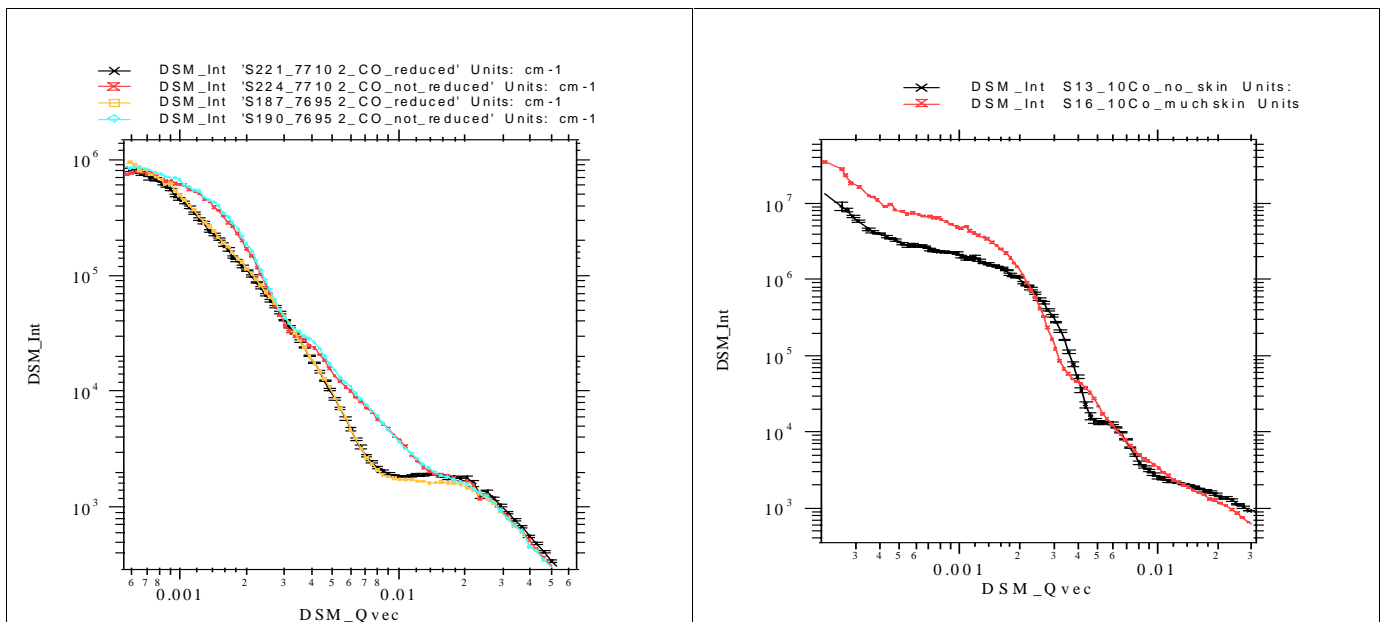 DSM_Int 'S221_7710 2_CO_reduced' Units: cm-1
DSM_Int 'S224_7710 2_CO_not_reduced' Units: cm-1
DSM_Int 'S187_7695 2_CO_reduced' Units: cm-1
DSM_Int 'S190_7695 2_CO_not_reduced' Units: cm-1
10^6
10^5
10^4
10^3
DSM_Int
6 7 8 2 3 4 5 6 7 8 2 3 4 5 6
0.001 0.01
DSM_Qvec
DSM_Int S13_10Co_no_skin Units:
DSM_Int S16_10Co_muchskin Units
10^7
10^6
10^5
10^4
10^3
DSM_Int
3 4 5 6 2 3 4 5 6 2 3
0.001 0.01
DSM_Qvec